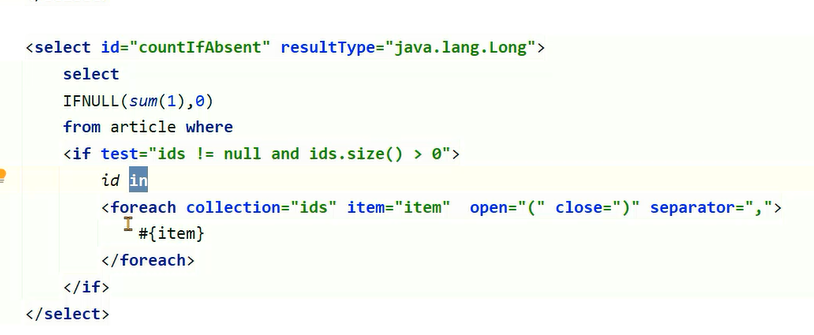 <select id="countIfAbsent" resultType="java.lang.Long">
select
IFNULL(sum(1),0)
from article where
<if test="ids != null and ids.size() > 0">
id in
<foreach collection="ids" item="item"  open="(" close=")" separator=",">
#{item}
</foreach>
</if>
</select>